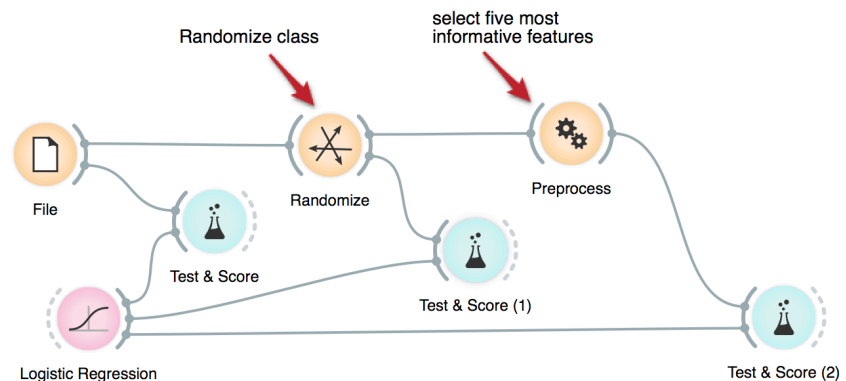 select five most
informative features
Randomize class
File
Randomize
Preprocess
Test & Score
Test & Score (1)
Logistic Regression
Test & Score (2)